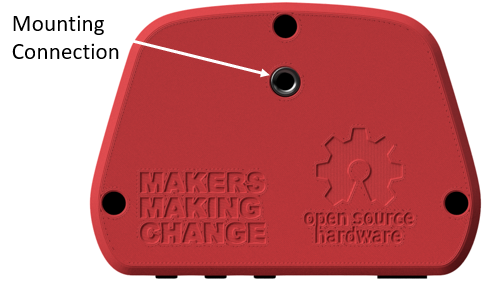 Mounting
Connection
MAKERS
MAKING
CHANGE
open source
hardware